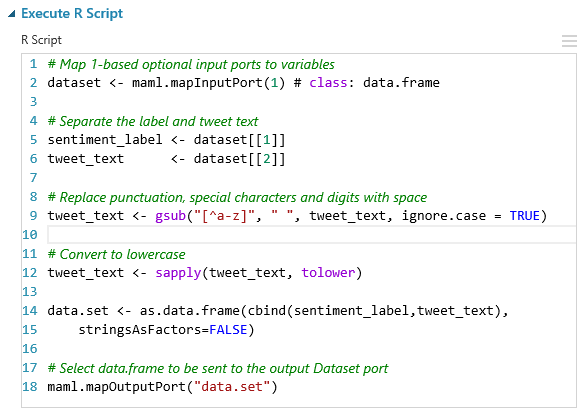 Execute R Script
R Script
1 # Map 1-based optional input ports to variables
2 dataset <- maml.mapInputPort(1) # class: data.frame
3
4 # Separate the label and tweet text
5 sentiment_label <- dataset[[1]]
6 tweet_text      <- dataset[[2]]
7
8 # Replace punctuation, special characters and digits with space
9 tweet_text <- gsub("[^a-z]", " ", tweet_text, ignore.case = TRUE)
10
11 # Convert to lowercase
12 tweet_text <- sapply(tweet_text, tolower)
13
14 data.set <- as.data.frame(cbind(sentiment_label,tweet_text),
15     stringsAsFactors=FALSE)
16
17 # Select data.frame to be sent to the output Dataset port
18 maml.mapOutputPort("data.set")